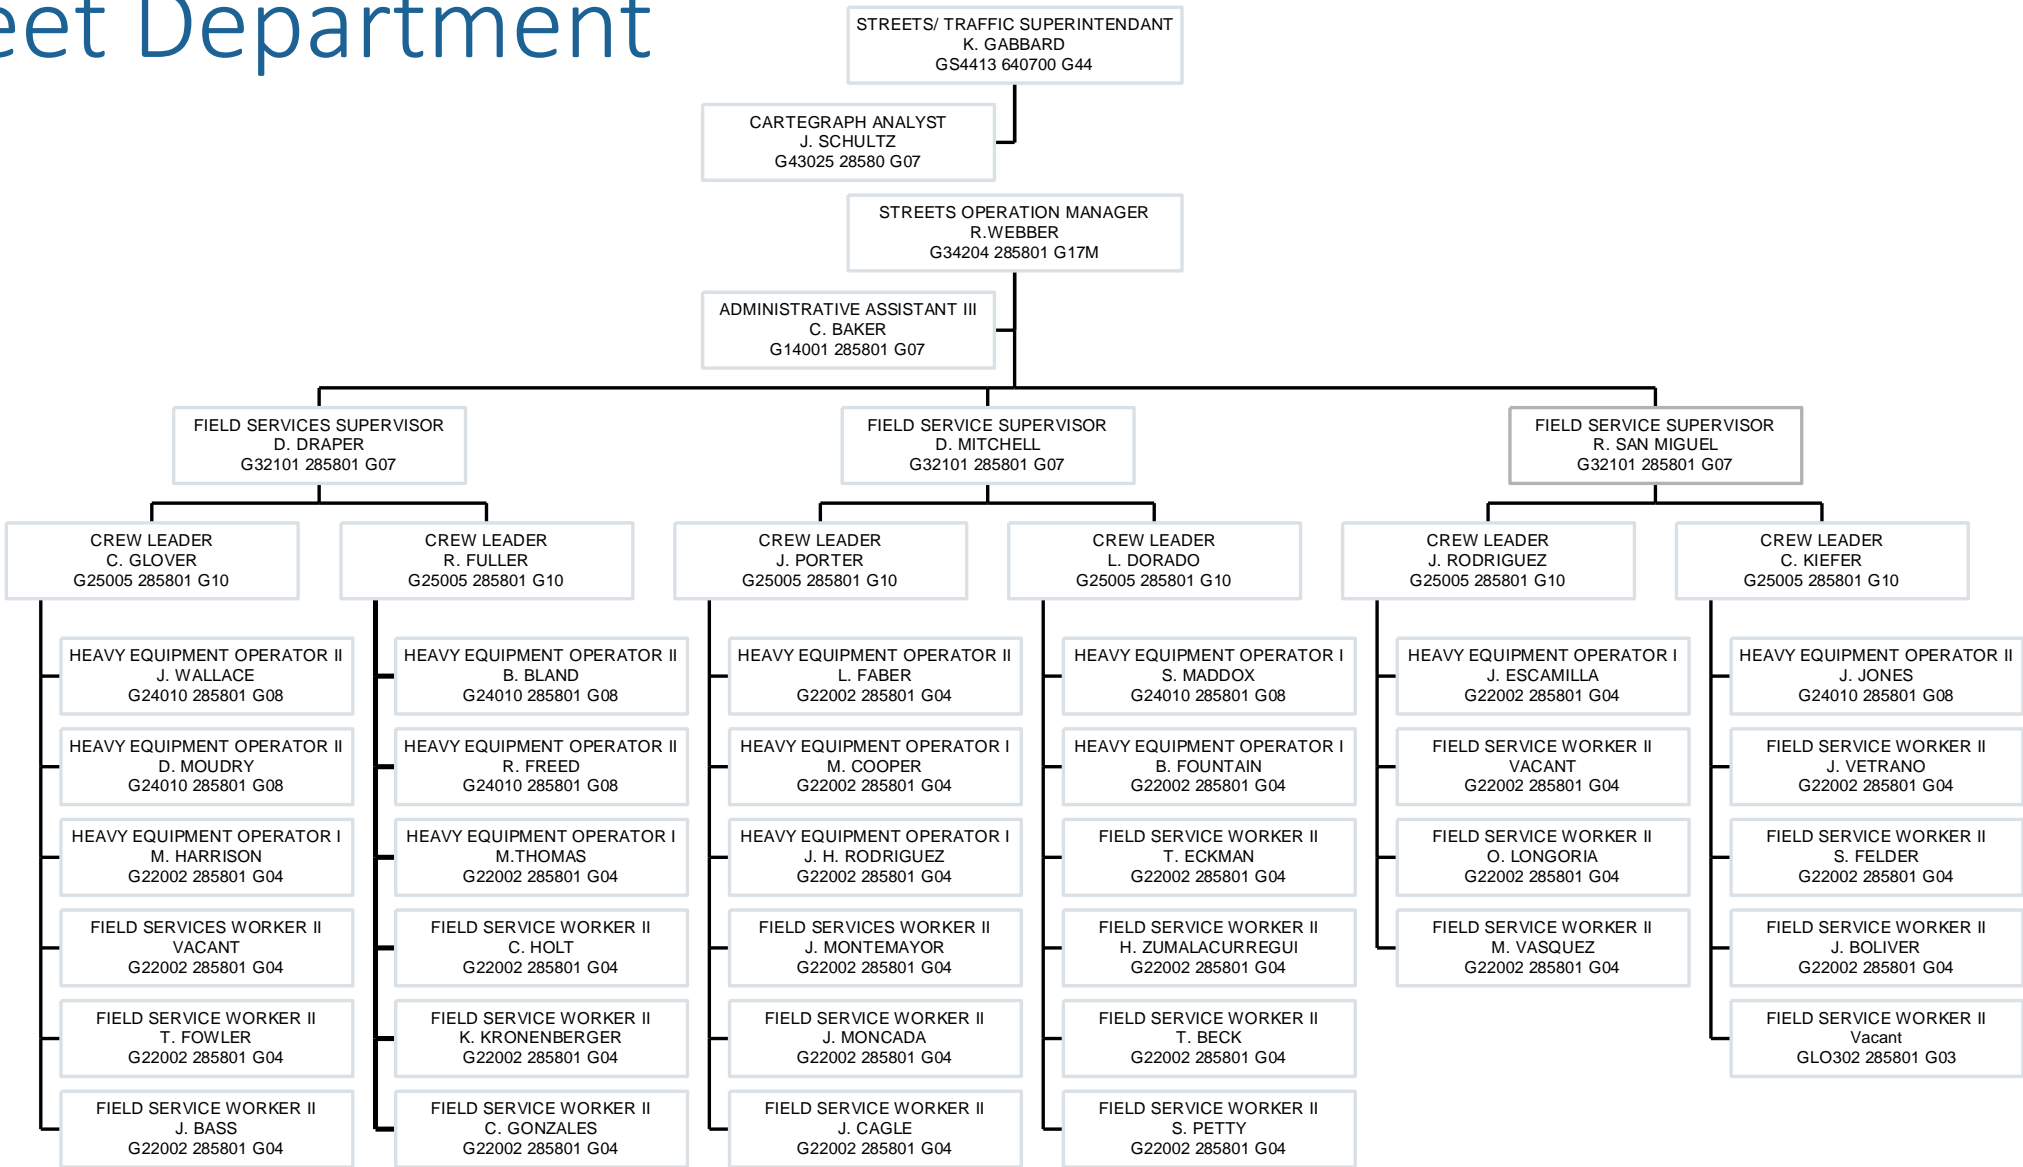 eet Department
STREETS/ TRAFFIC SUPERINTENDANT
K. GABBARD
GS4413 640700 G44
CARTEGRAPH ANALYST
J. SCHULTZ
G43025 28580 G07
STREETS OPERATION MANAGER
R.WEBBER
G34204 285801 G17M
ADMINISTRATIVE ASSISTANT III
C. BAKER
G14001 285801 G07
FIELD SERVICES SUPERVISOR
D. DRAPER
G32101 285801 G07
FIELD SERVICE SUPERVISOR
D. MITCHELL
G32101 285801 G07
FIELD SERVICE SUPERVISOR
R. SAN MIGUEL
G32101 285801 G07
CREW LEADER
C. GLOVER
G25005 285801 G10
CREW LEADER
R. FULLER
G25005 285801 G10
CREW LEADER
J. PORTER
G25005 285801 G10
CREW LEADER
L. DORADO
G25005 285801 G10
CREW LEADER
J. RODRIGUEZ
G25005 285801 G10
CREW LEADER
C. KIEFER
G25005 285801 G10
HEAVY EQUIPMENT OPERATOR II
J. WALLACE
G24010 285801 G08
HEAVY EQUIPMENT OPERATOR II
B. BLAND
G24010 285801 G08
HEAVY EQUIPMENT OPERATOR II
L. FABER
G22002 285801 G04
HEAVY EQUIPMENT OPERATOR I
S. MADDOX
G24010 285801 G08
HEAVY EQUIPMENT OPERATOR I
J. ESCAMILLA
G22002 285801 G04
HEAVY EQUIPMENT OPERATOR II
J. JONES
G24010 285801 G08
HEAVY EQUIPMENT OPERATOR II
D. MOUDRY
G24010 285801 G08
HEAVY EQUIPMENT OPERATOR II
R. FREED
G24010 285801 G08
HEAVY EQUIPMENT OPERATOR I
M. COOPER
G22002 285801 G04
HEAVY EQUIPMENT OPERATOR I
B. FOUNTAIN
G22002 285801 G04
FIELD SERVICE WORKER II
VACANT
G22002 285801 G04
FIELD SERVICE WORKER II
J. VETRANO
G22002 285801 G04
HEAVY EQUIPMENT OPERATOR I
M. HARRISON
G22002 285801 G04
HEAVY EQUIPMENT OPERATOR I
M.THOMAS
G22002 285801 G04
HEAVY EQUIPMENT OPERATOR I
J. H. RODRIGUEZ
G22002 285801 G04
FIELD SERVICE WORKER II
T. ECKMAN
G22002 285801 G04
FIELD SERVICE WORKER II
O. LONGORIA
G22002 285801 G04
FIELD SERVICE WORKER II
S. FELDER
G22002 285801 G04
FIELD SERVICES WORKER II
VACANT
G22002 285801 G04
FIELD SERVICE WORKER II
C. HOLT
G22002 285801 G04
FIELD SERVICES WORKER II
J. MONTEMAYOR
G22002 285801 G04
FIELD SERVICE WORKER II
H. ZUMALACURREGUI
G22002 285801 G04
FIELD SERVICE WORKER II
M. VASQUEZ
G22002 285801 G04
FIELD SERVICE WORKER II
J. BOLIVER
G22002 285801 G04
FIELD SERVICE WORKER II
T. FOWLER
G22002 285801 G04
FIELD SERVICE WORKER II
K. KRONENBERGER
G22002 285801 G04
FIELD SERVICE WORKER II
J. MONCADA
G22002 285801 G04
FIELD SERVICE WORKER II
T. BECK
G22002 285801 G04
FIELD SERVICE WORKER II
Vacant
GLO302 285801 G03
FIELD SERVICE WORKER II
J. BASS
G22002 285801 G04
FIELD SERVICE WORKER II
C. GONZALES
G22002 285801 G04
FIELD SERVICE WORKER II
J. CAGLE
G22002 285801 G04
FIELD SERVICE WORKER II
S. PETTY
G22002 285801 G04